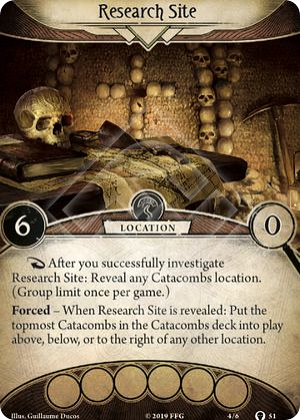 Research Site
6
LOCATION
0
After you successfully investigate
Research Site: Reveal any Catacombs location.
(Group limit once per game.)
Forced – When Research Site is revealed: Put the
topmost Catacombs in the Catacombs deck into play
above, below, or to the right of any other location.
Illus. Guillaume Ducos
© 2019 FFG
4/6
51